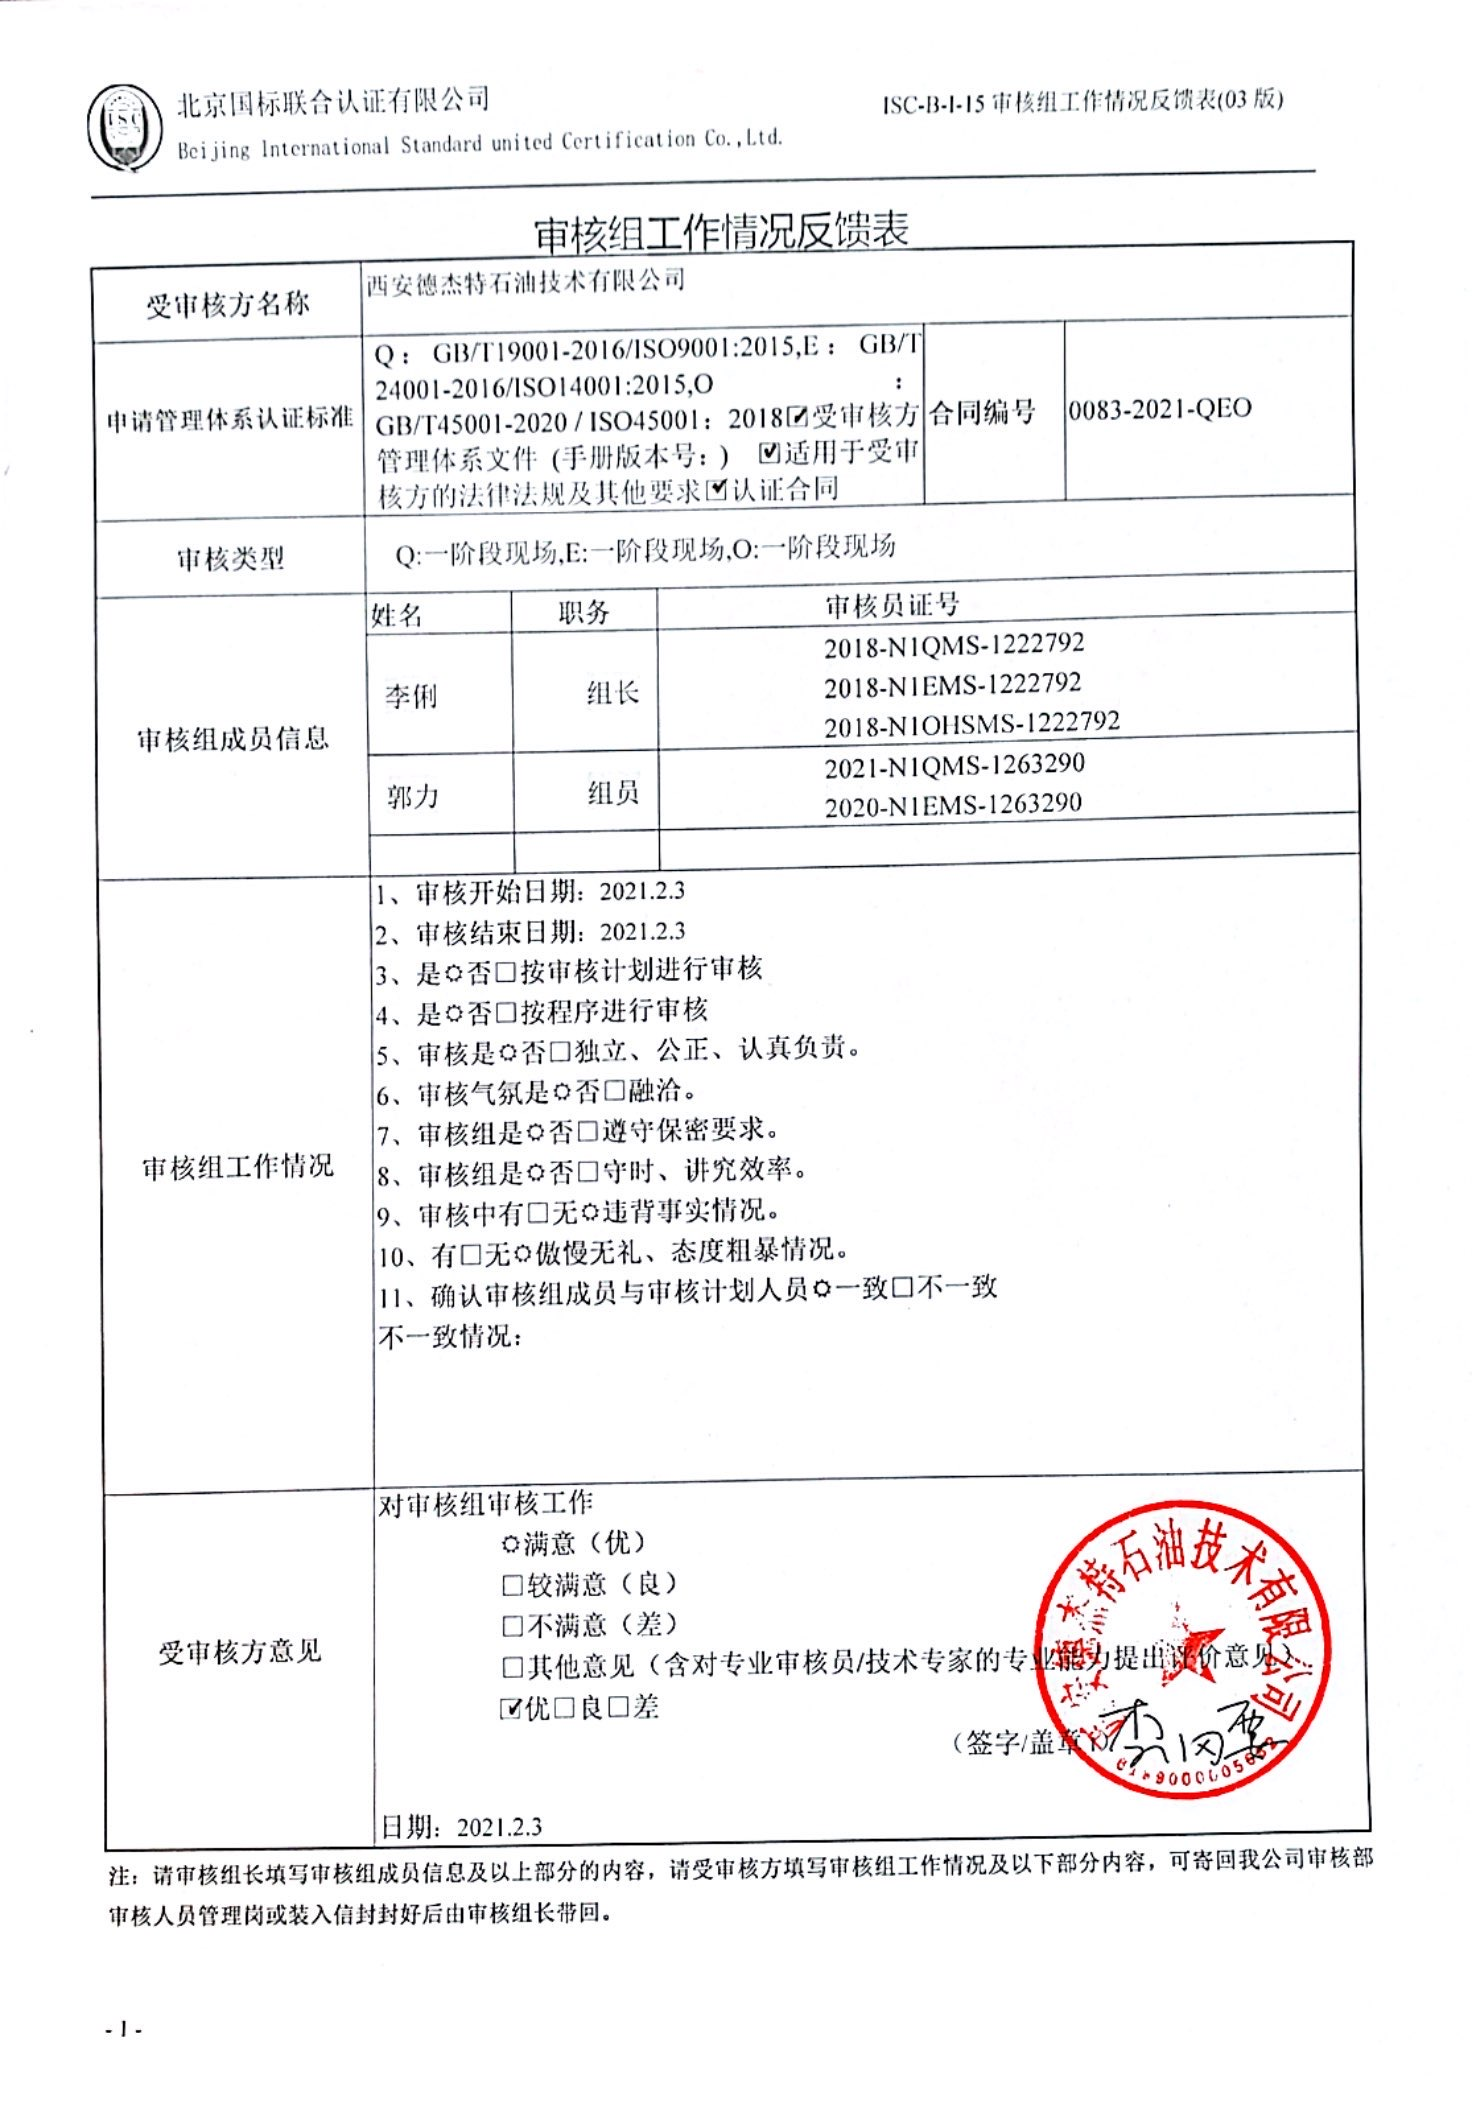 ISC
北京国标联合认证有限公司
ISC-B-I-15 审核组工作情况反馈表(03 版)
Beijing International Standard united Certification Co.,Ltd.
审核组工作情况反馈表
受审核方名称
西安德杰特石油技术有限公司
申请管理体系认证标准
Q： GB/T19001-2016/ISO9001:2015,E： GB/T
24001-2016/ISO14001:2015,O ：
GB/T45001-2020 / ISO45001：2018☑受审核方
管理体系文件 (手册版本号：) ☑适用于受审
核方的法律法规及其他要求☑认证合同
合同编号
0083-2021-QEO
审核类型
Q:一阶段现场,E:一阶段现场,O:一阶段现场
审核组成员信息
姓名 职务 审核员证号
李俐 组长
2018-N1QMS-1222792
2018-N1EMS-1222792
2018-N1OHSMS-1222792
郭力 组员
2021-N1QMS-1263290
2020-N1EMS-1263290
审核组工作情况
1、审核开始日期：2021.2.3
2、审核结束日期：2021.2.3
3、是✩否□按审核计划进行审核
4、是✩否□按程序进行审核
5、审核是✩否□独立、公正、认真负责。
6、审核气氛是✩否□融洽。
7、审核组是✩否□遵守保密要求。
8、审核组是✩否□守时、讲究效率。
9、审核中有□无✩违背事实情况。
10、有□无✩傲慢无礼、态度粗暴情况。
11、确认审核组成员与审核计划人员✩一致□不一致
不一致情况：
受审核方意见
对审核组审核工作
✩满意（优）
□较满意（良）
□不满意（差）
□其他意见（含对专业审核员/技术专家的专业能力提出评价意见）
☑优□良□差
（签字/盖章）
杰特石油技术有限公司
日期：2021.2.3
注：请审核组长填写审核组成员信息及以上部分的内容，请受审核方填写审核组工作情况及以下部分内容，可寄回我公司审核部
审核人员管理岗或装入信封封好后由审核组长带回。
- 1 -